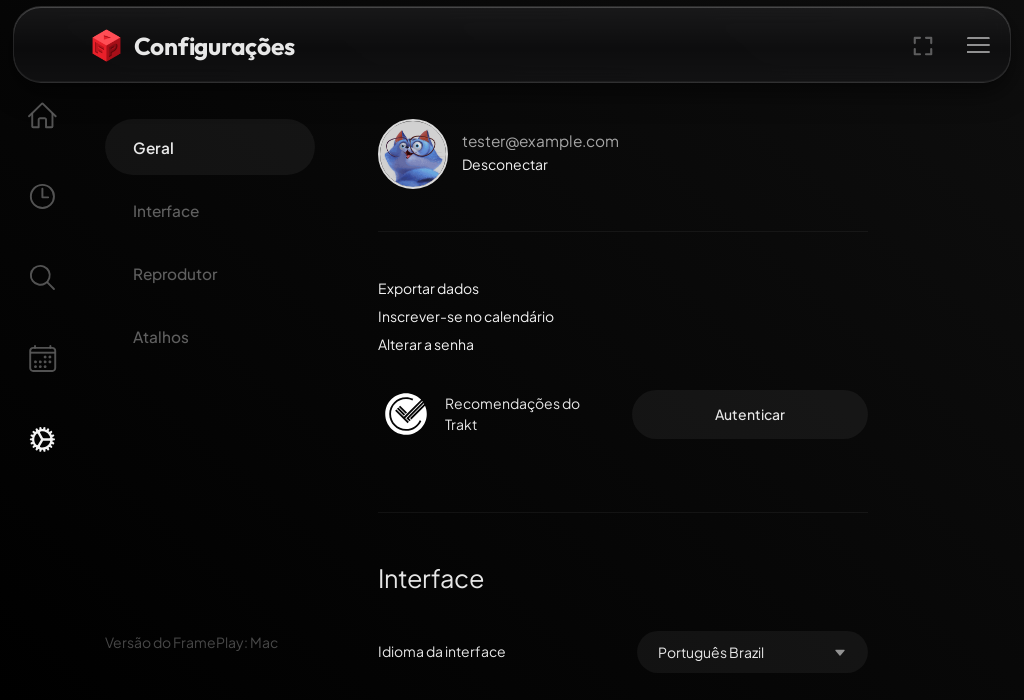 Configurações
Geral
Interface
Reprodutor
Atalhos
Versão do FramePlay: Mac
tester@example.com
Desconectar
Exportar dados
Inscrever-se no calendário
Alterar a senha
Recomendações do
Trakt
Autenticar
Interface
Idioma da interface
Português Brazil